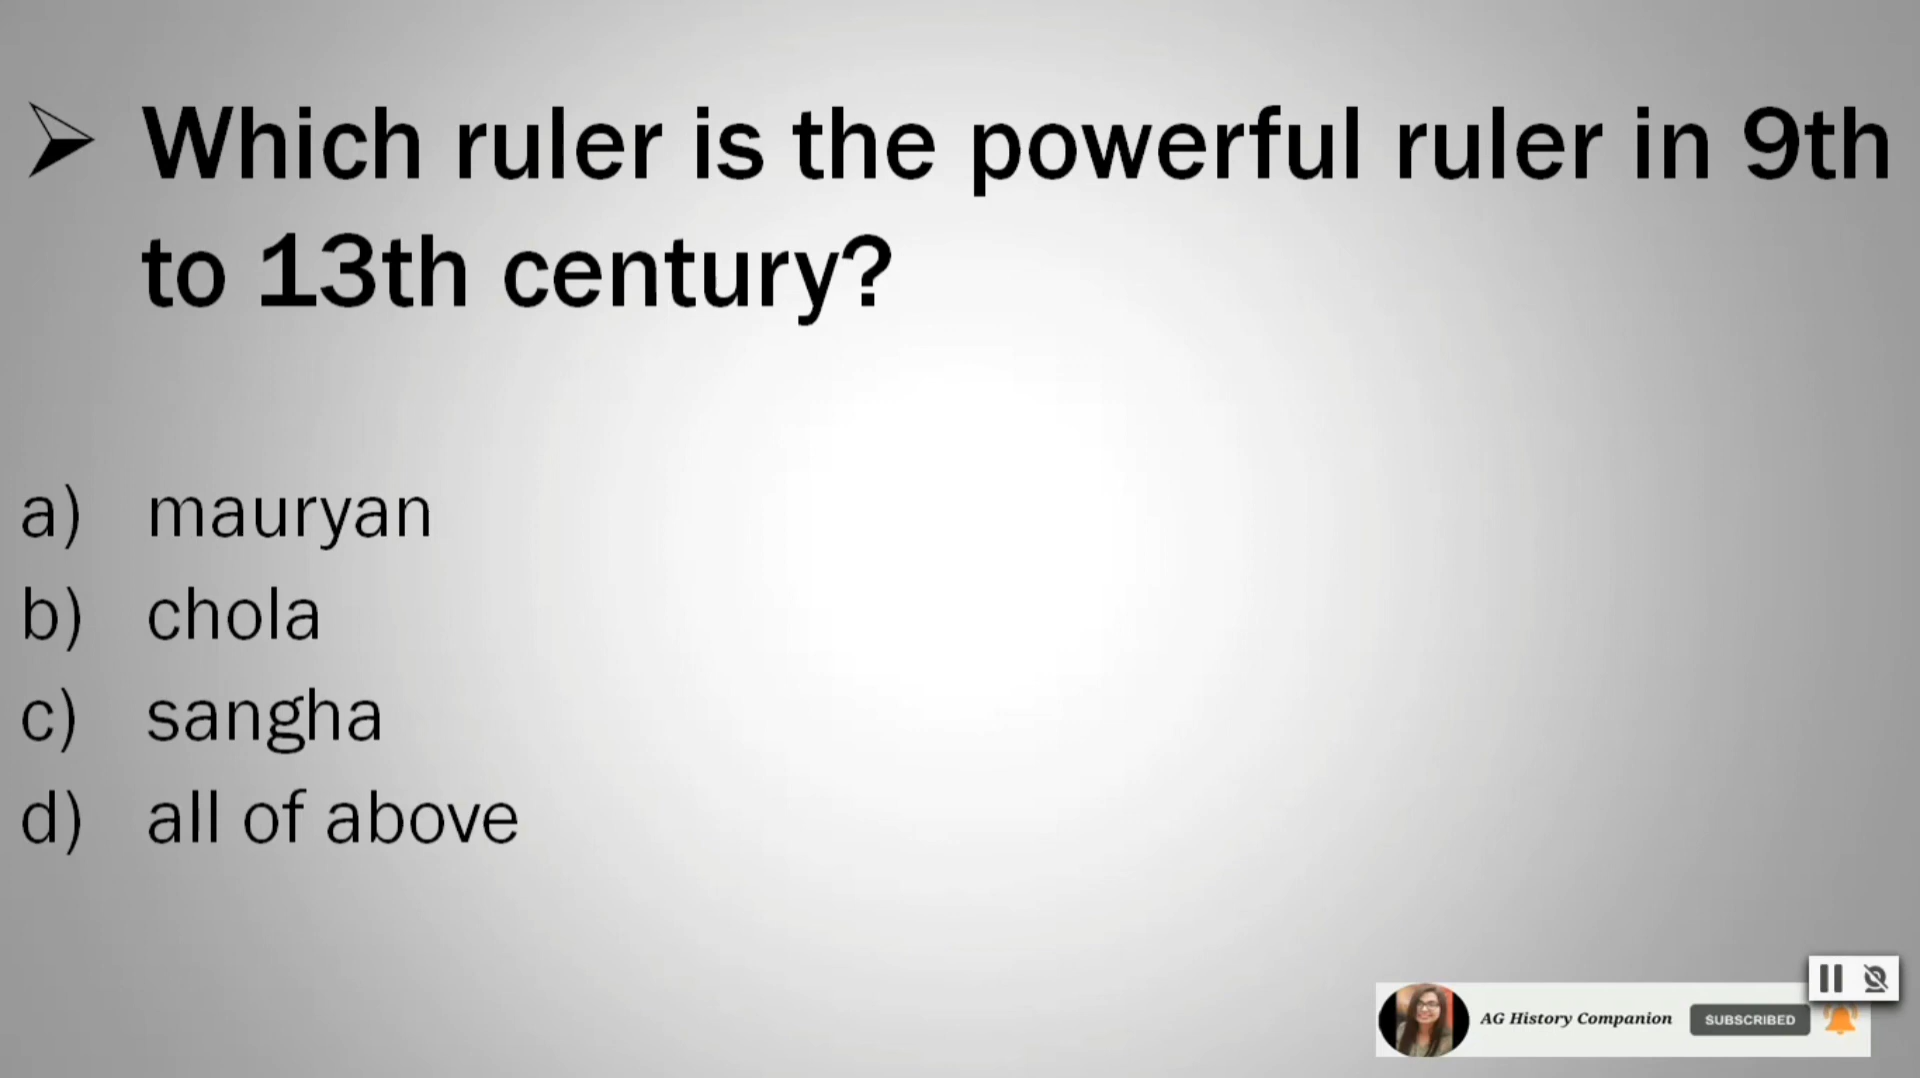 Which ruler is the powerful ruler in 9th
to 13th century?
a) mauryan
b) chola
c) sangha
d) all of above
AG History Companion SUBSCRIBED